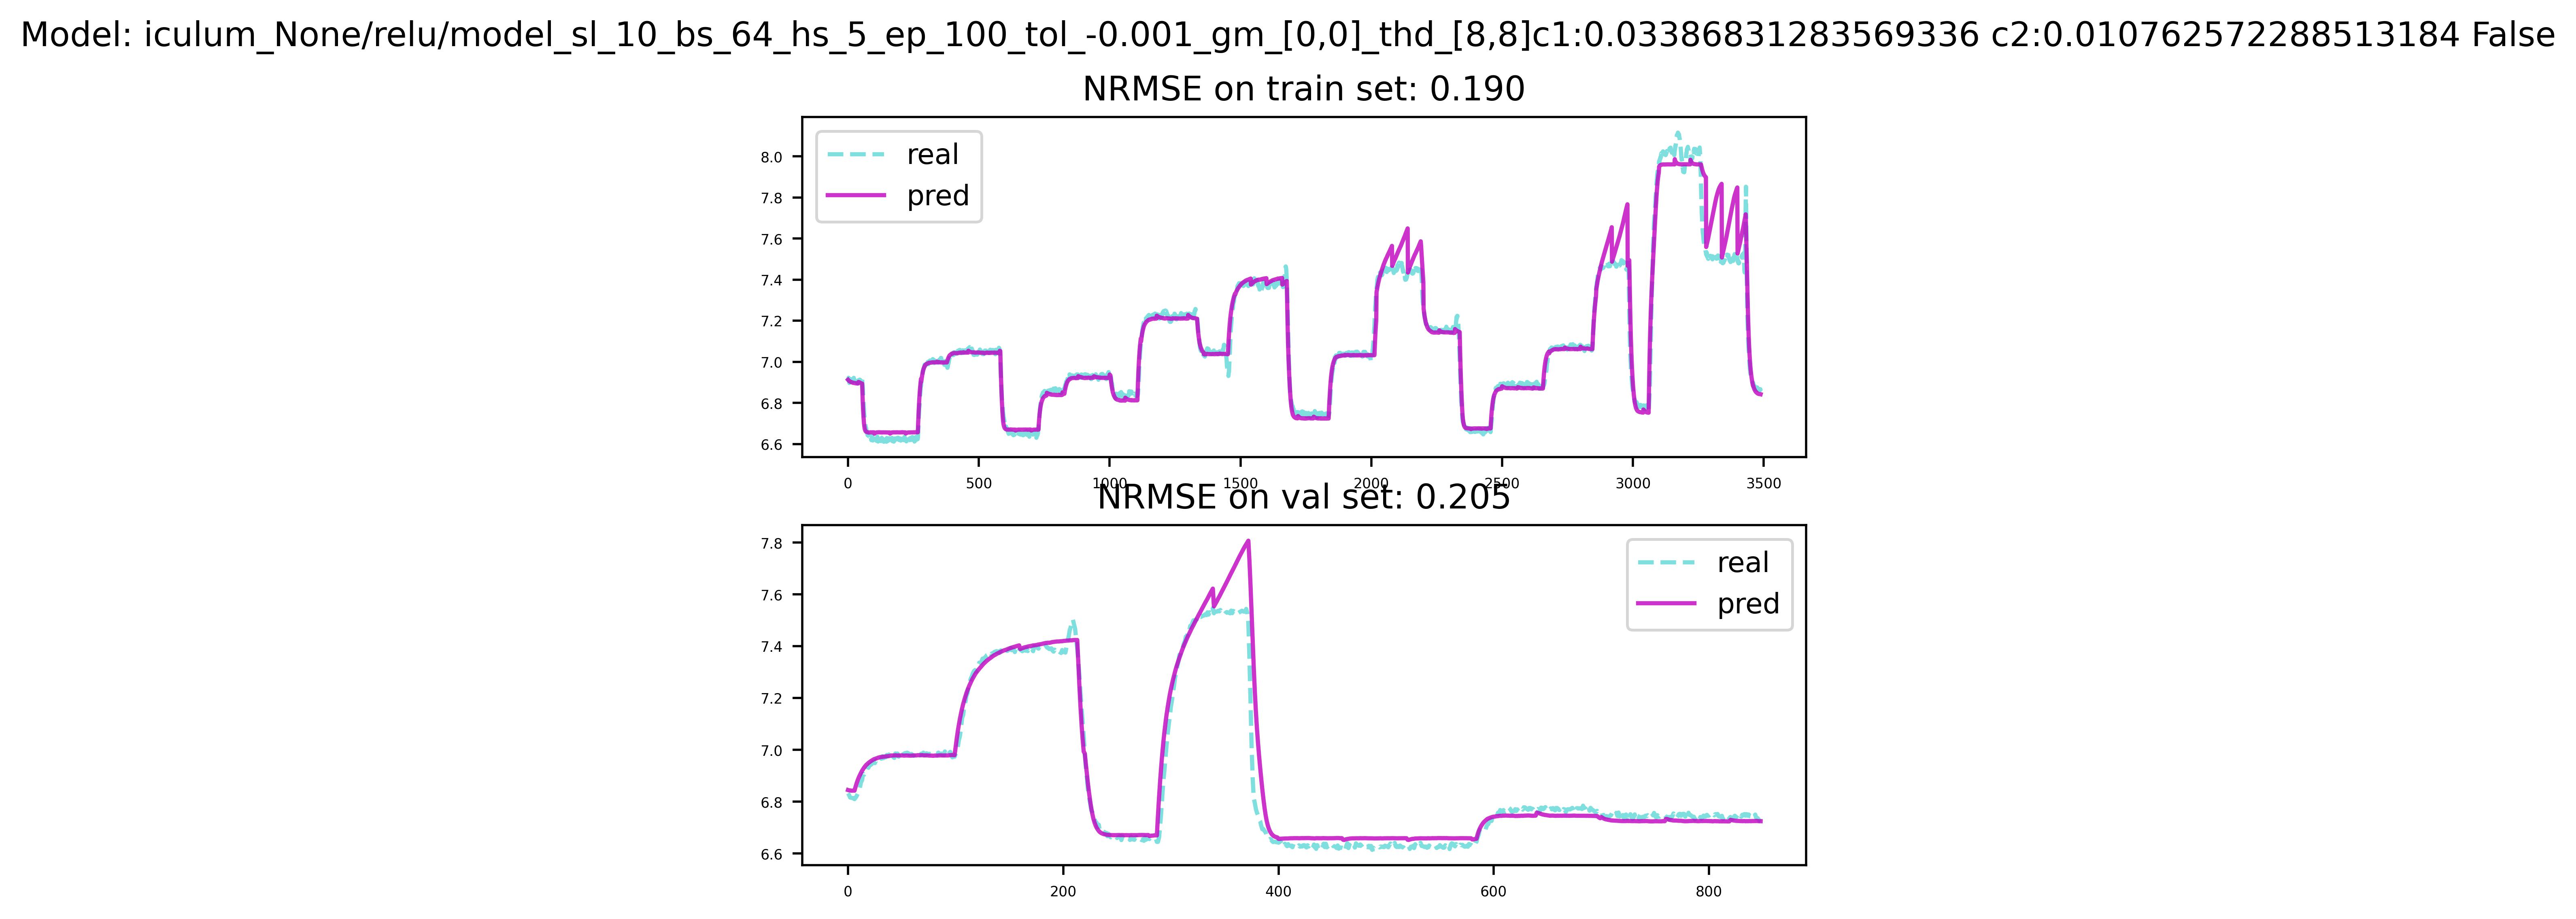 Model: iculum_None/relu/model_sl_10_bs_64_hs_5_ep_100_tol_-0.001_gm_[0,0]_thd_[8,8]c1:0.03386831283569336 c2:0.010762572288513184 False
NRMSE on train set: 0.190
real
pred
8.0
7.8
7.6
7.4
7.2
7.0
6.8
6.6
0 500 1000 1500 2000 2500 3000 3500
NRMSE on val set: 0.205
real
pred
7.8
7.6
7.4
7.2
7.0
6.8
6.6
0 200 400 600 800